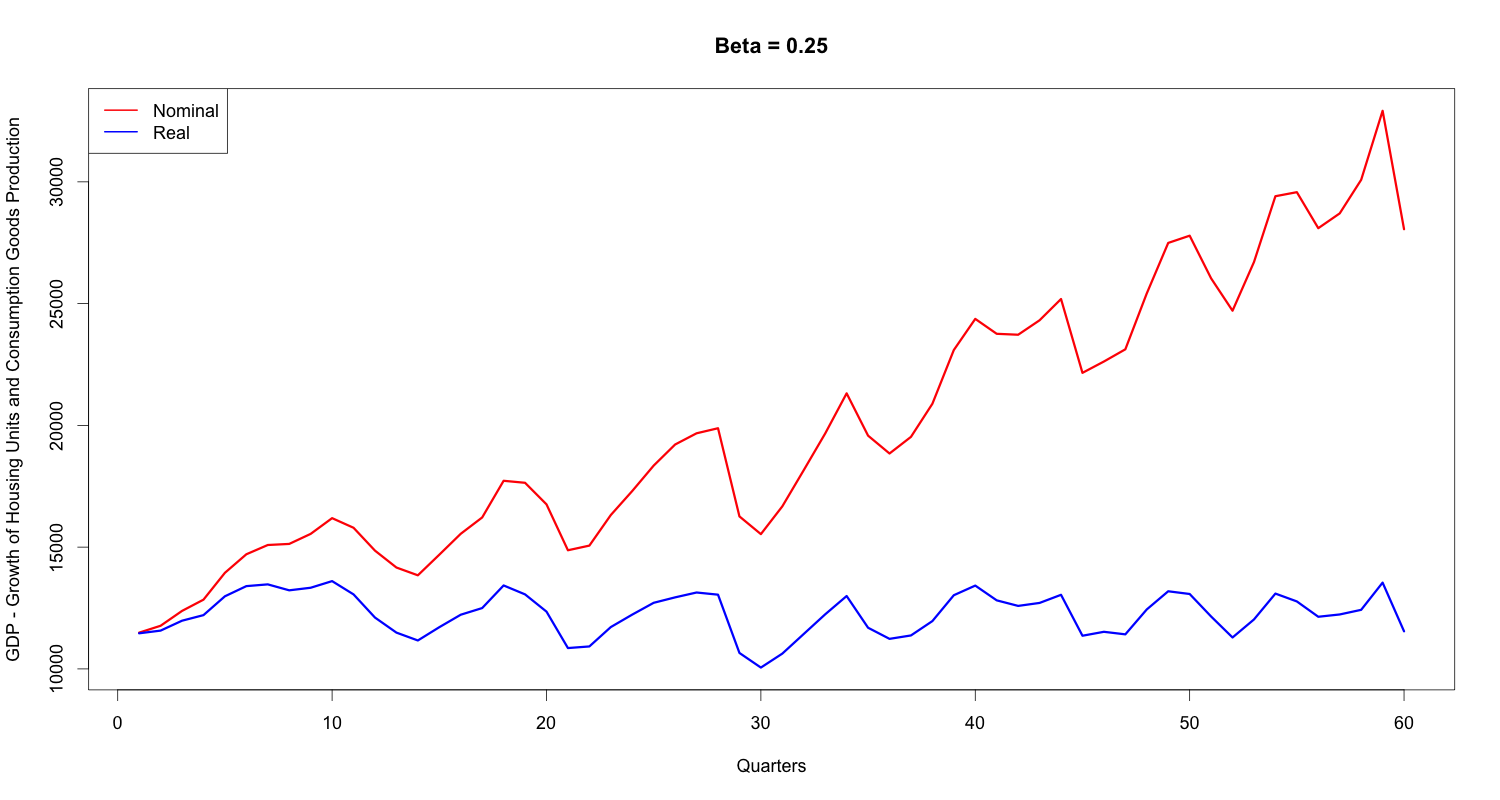 Beta = 0.25
Nominal
Real
GDP - Growth of Housing Units and Consumption Goods Production
30000
25000
20000
15000
10000
0 10 20 30 40 50 60
Quarters